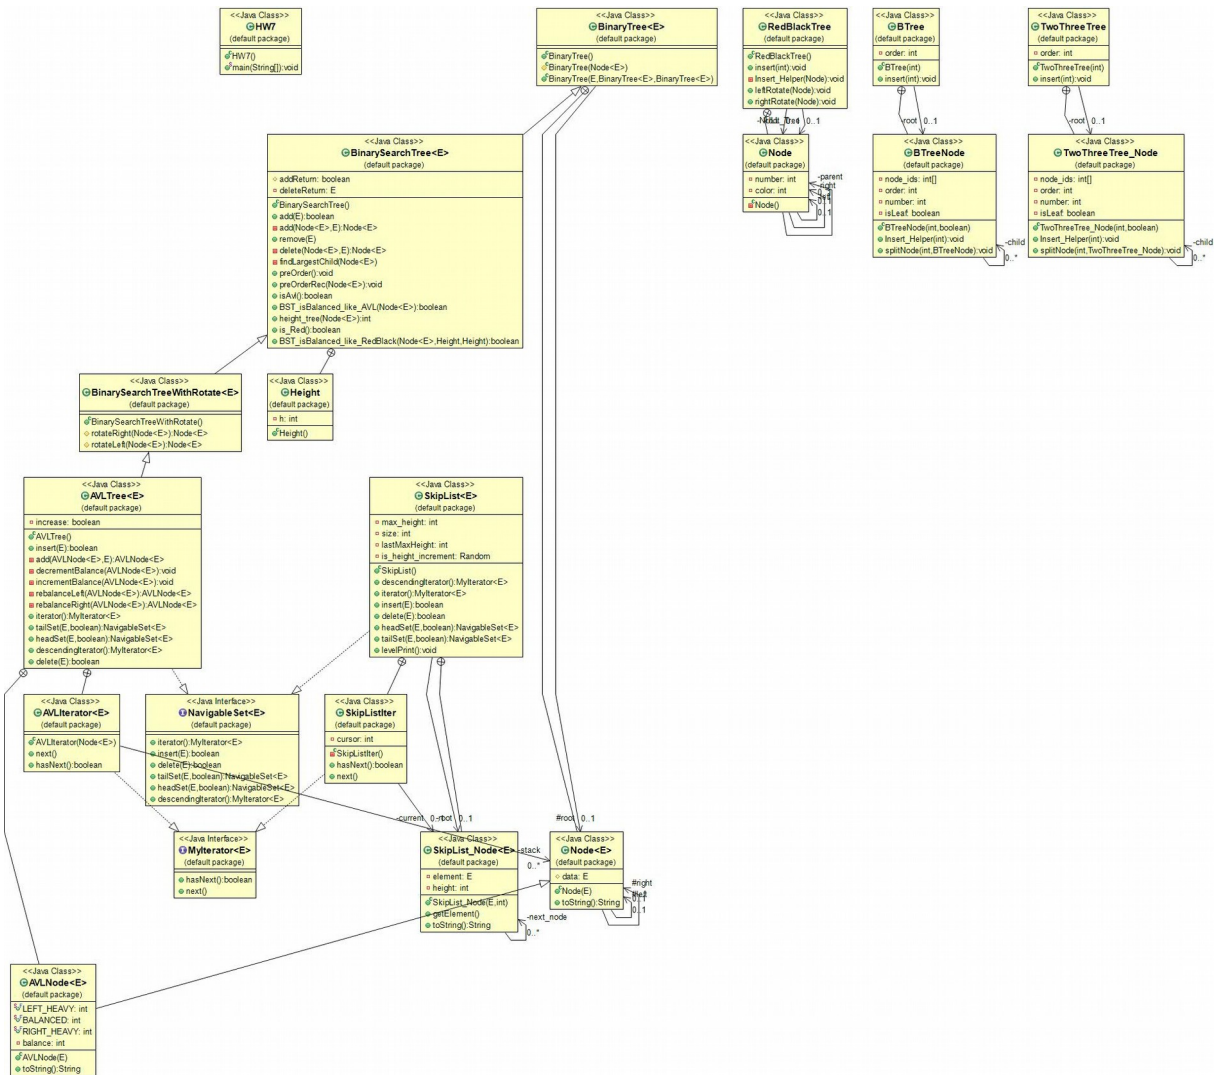 <<Java Class>>
HW7
(default package)
HW7()
main(String[]):void
<<Java Class>>
BinaryTree<E>
(default package)
BinaryTree()
BinaryTree(Node<E>)
BinaryTree(E,BinaryTree<E>,BinaryTree<E>)
<<Java Class>>
RedBlackTree
(default package)
RedBlackTree()
insert(int):void
Insert_Helper(Node):void
leftRotate(Node):void
rightRotate(Node):void
0..1
<<Java Class>>
Node
(default package)
number: int
color: int
Node()
-parent
-right
0..1
<<Java Class>>
BTree
(default package)
order: int
BTree(int)
insert(int):void
-root
0..1
<<Java Class>>
BTreeNode
(default package)
node_ids: int[]
order: int
number: int
isLeaf: boolean
BTreeNode(int,boolean)
Insert_Helper(int):void
splitNode(int,BTreeNode):void
-child
0..*
<<Java Class>>
TwoThreeTree
(default package)
order: int
TwoThreeTree(int)
insert(int):void
-root
0..1
<<Java Class>>
TwoThreeTree_Node
(default package)
node_ids: int[]
order: int
number: int
isLeaf: boolean
TwoThreeTree_Node(int,boolean)
Insert_Helper(int):void
splitNode(int,TwoThreeTree_Node):void
-child
0..*
<<Java Class>>
BinarySearchTree<E>
(default package)
addReturn: boolean
deleteReturn: E
BinarySearchTree()
add(E):boolean
add(Node<E>,E):Node<E>
remove(E)
delete(Node<E>,E):Node<E>
findLargestChild(Node<E>)
preOrder():void
preOrderRec(Node<E>):void
isAvl():boolean
BST_isBalanced_like_AVL(Node<E>):boolean
height_tree(Node<E>):int
is_Red():boolean
BST_isBalanced_like_RedBlack(Node<E>,Height,Height):boolean
<<Java Class>>
BinarySearchTreeWithRotate<E>
(default package)
BinarySearchTreeWithRotate()
rotateRight(Node<E>):Node<E>
rotateLeft(Node<E>):Node<E>
<<Java Class>>
Height
(default package)
h: int
Height()
<<Java Class>>
AVLTree<E>
(default package)
increase: boolean
AVLTree()
insert(E):boolean
add(AVLNode<E>,E):AVLNode<E>
decrementBalance(AVLNode<E>):void
incrementBalance(AVLNode<E>):void
rebalanceLeft(AVLNode<E>):AVLNode<E>
rebalanceRight(AVLNode<E>):AVLNode<E>
iterator():MyIterator<E>
tailSet(E,boolean):NavigableSet<E>
headSet(E,boolean):NavigableSet<E>
descendingIterator():MyIterator<E>
delete(E):boolean
<<Java Class>>
SkipList<E>
(default package)
max_height: int
size: int
lastMaxHeight: int
is_height_increment: Random
SkipList()
descendingIterator():MyIterator<E>
iterator():MyIterator<E>
insert(E):boolean
delete(E):boolean
headSet(E,boolean):NavigableSet<E>
tailSet(E,boolean):NavigableSet<E>
levelPrint():void
<<Java Class>>
AVLIterator<E>
(default package)
AVLIterator(Node<E>)
next()
hasNext():boolean
<<Java Interface>>
NavigableSet<E>
(default package)
iterator():MyIterator<E>
insert(E):boolean
delete(E):boolean
tailSet(E,boolean):NavigableSet<E>
headSet(E,boolean):NavigableSet<E>
descendingIterator():MyIterator<E>
<<Java Class>>
SkipListIter
(default package)
cursor: int
SkipListIter()
hasNext():boolean
next()
<<Java Interface>>
MyIterator<E>
(default package)
hasNext():boolean
next()
-current
0..1
<<Java Class>>
SkipList_Node<E>
(default package)
element: E
height: int
SkipList_Node(E,int)
getElement()
toString():String
-next_node
0..*
-stack
0..*
#root
0..1
<<Java Class>>
Node<E>
(default package)
data: E
Node(E)
toString():String
#right
#left
0..1
<<Java Class>>
AVLNode<E>
(default package)
LEFT_HEAVY: int
BALANCED: int
RIGHT_HEAVY: int
balance: int
AVLNode(E)
toString():String